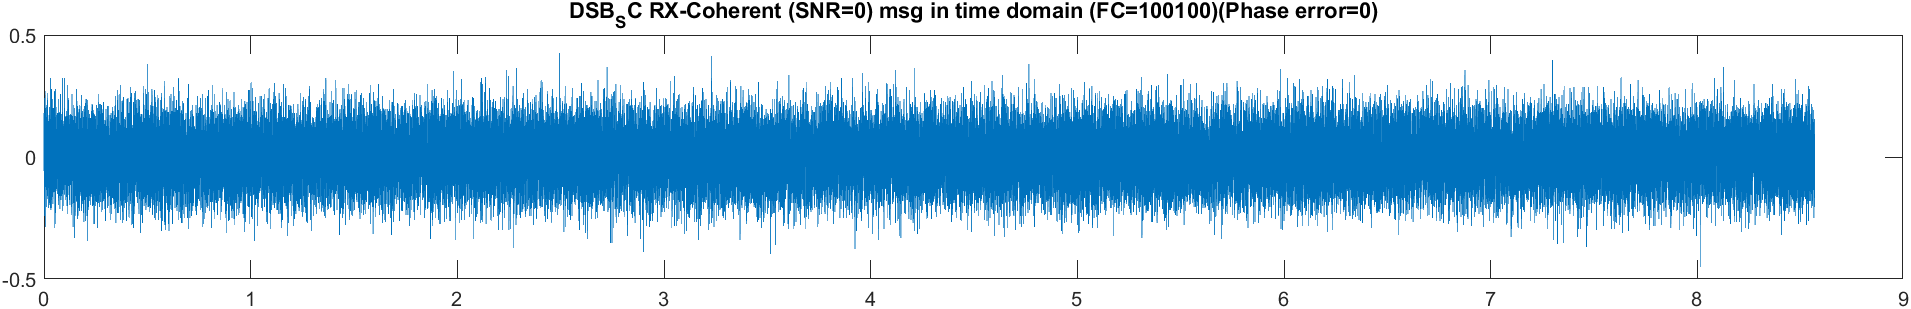 DSB_SC RX-Coherent (SNR=0) msg in time domain (FC=100100)(Phase error=0)
0.5
0
-0.5
0 1 2 3 4 5 6 7 8 9